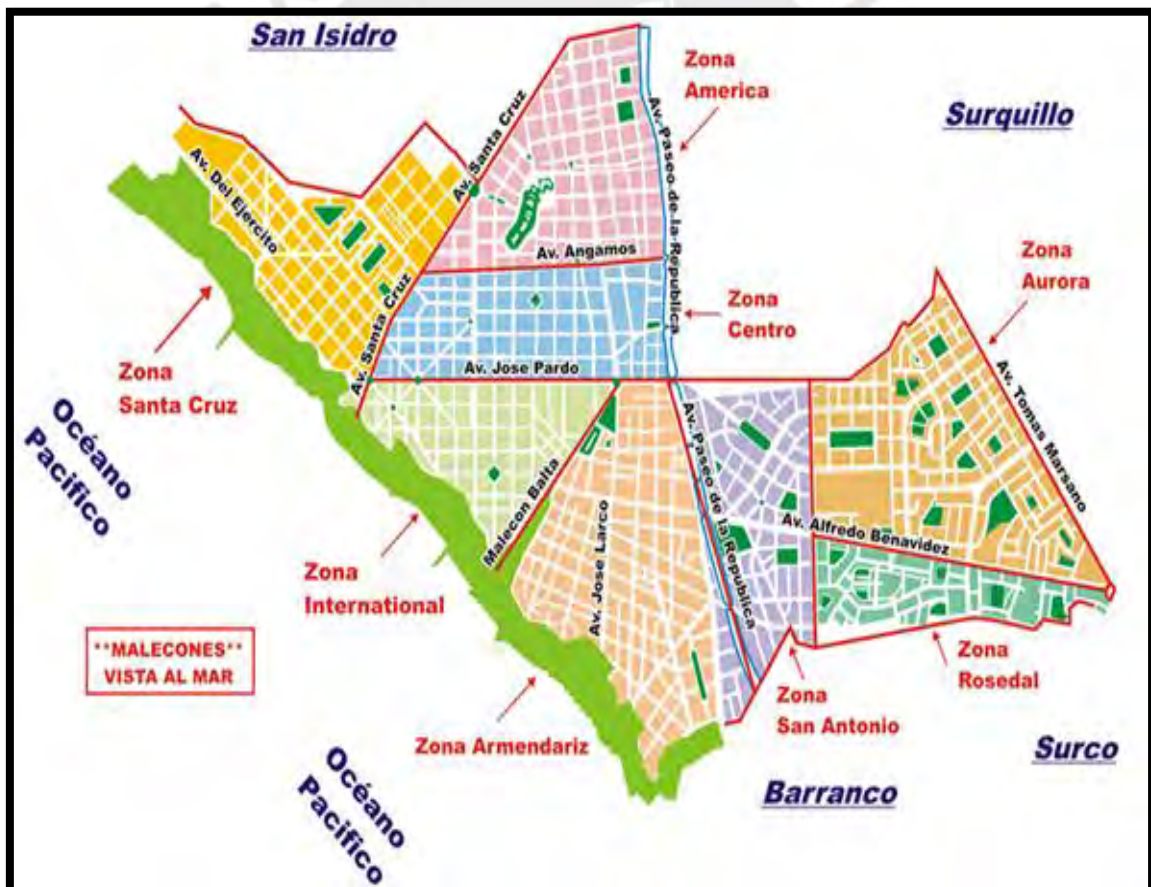 San Isidro
Zona
America
Surquillo
Av. Santa Cruz
Av. Paseo de la Republica
Av. Del Ejercito
Av. Angamos
Zona
Aurora
Av. Santa Cruz
Zona
Centro
Av. Jose Pardo
Zona
Santa Cruz
Av. Tomas Marsano
Océano
Pacifico
Malecon Balta
Av. Paseo de la Republica
Av. Alfredo Benavidez
Av. Jose Larco
Zona
International
**MALECONES**
VISTA AL MAR
Zona
Rosedal
Zona
San Antonio
Zona Armendariz
Surco
Barranco
Océano
Pacifico